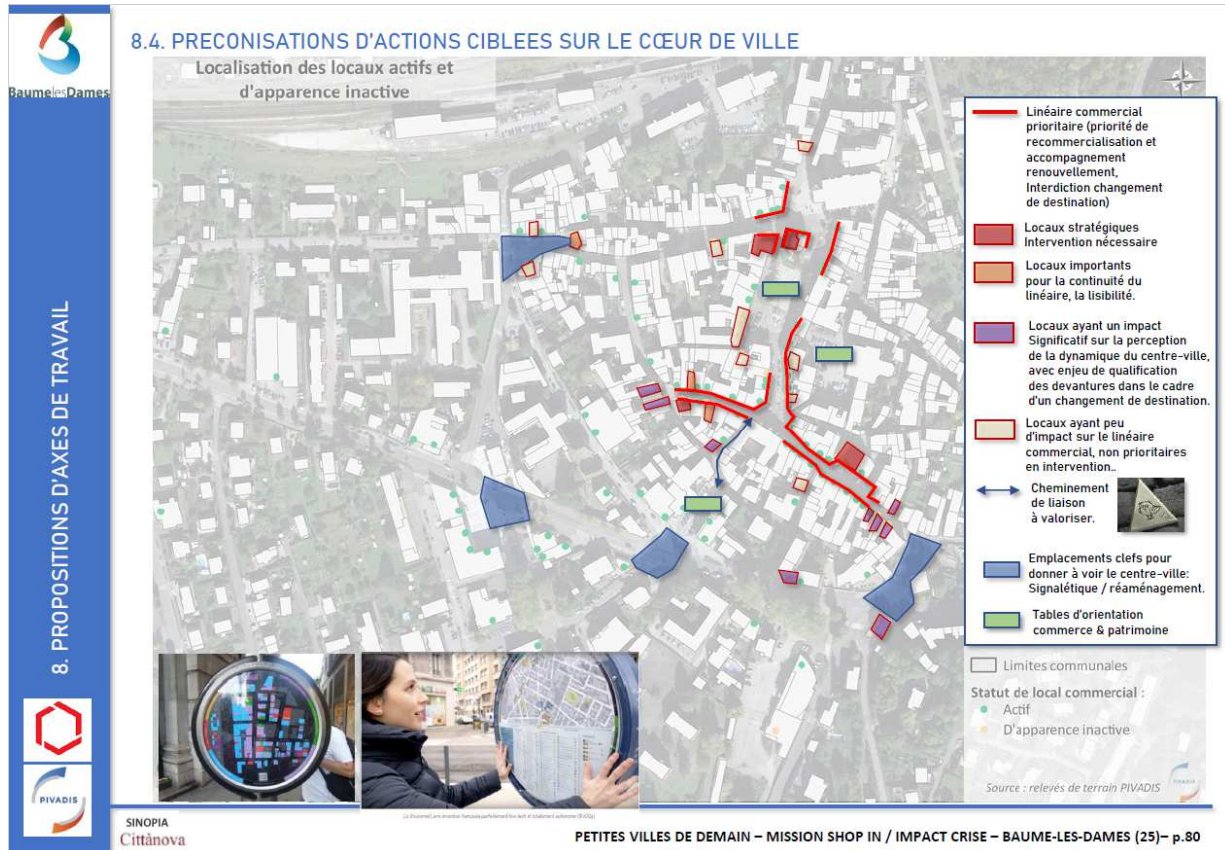 Baume les Dames
8. PROPOSITIONS D'AXES DE TRAVAIL
PIVADIS
8.4. PRECONISATIONS D'ACTIONS CIBLEES SUR LE CŒUR DE VILLE
Localisation des locaux actifs et
d'apparence inactive
Linéaire commercial
prioritaire (priorité de
recommercialisation et
accompagnement
renouvellement,
Interdiction changement
de destination)
Locaux stratégiques
Intervention nécessaire
Locaux importants
pour la continuité du
linéaire, la lisibilité.
Locaux ayant un impact
Significatif sur la perception
de la dynamique du centre-ville,
avec enjeu de qualification
des devantures dans le cadre
d'un changement de destination.
Locaux ayant peu
d'impact sur le linéaire
commercial, non prioritaires
en intervention..
Cheminement
de liaison
à valoriser.
Emplacements clefs pour
donner à voir le centre-ville:
Signalétique / réaménagement.
Tables d'orientation
commerce & patrimoine
Limites communales
Statut de local commercial :
Actif
D'apparence inactive
Source : relevés de terrain PIVADIS
SINOPIA
Cittànova
PETITES VILLES DE DEMAIN – MISSION SHOP IN / IMPACT CRISE – BAUME-LES-DAMES (25)– p.80